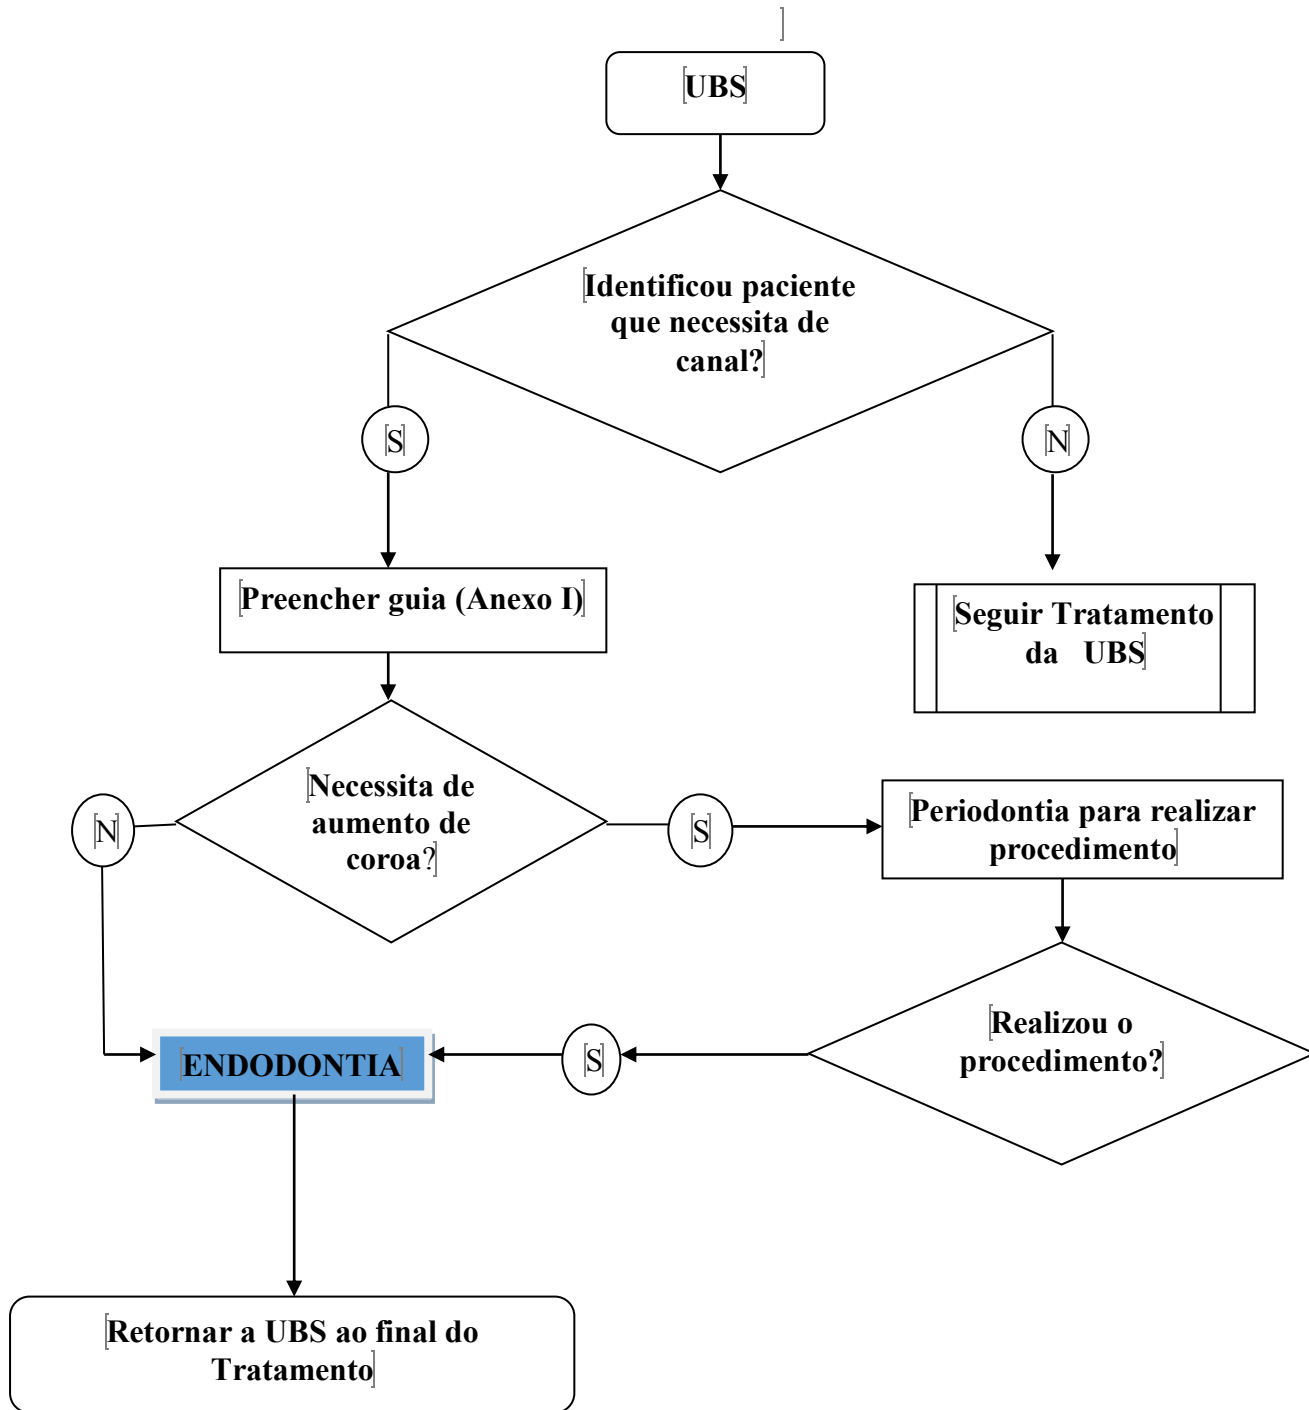 UBS
Identificou paciente
que necessita de
canal?
S
N
Preencher guia (Anexo I)
Seguir Tratamento
da   UBS
Necessita de
aumento de
coroa?
N
S
Periodontia para realizar
procedimento
Realizou o
procedimento?
S
ENDODONTIA
Retornar a UBS ao final do
Tratamento